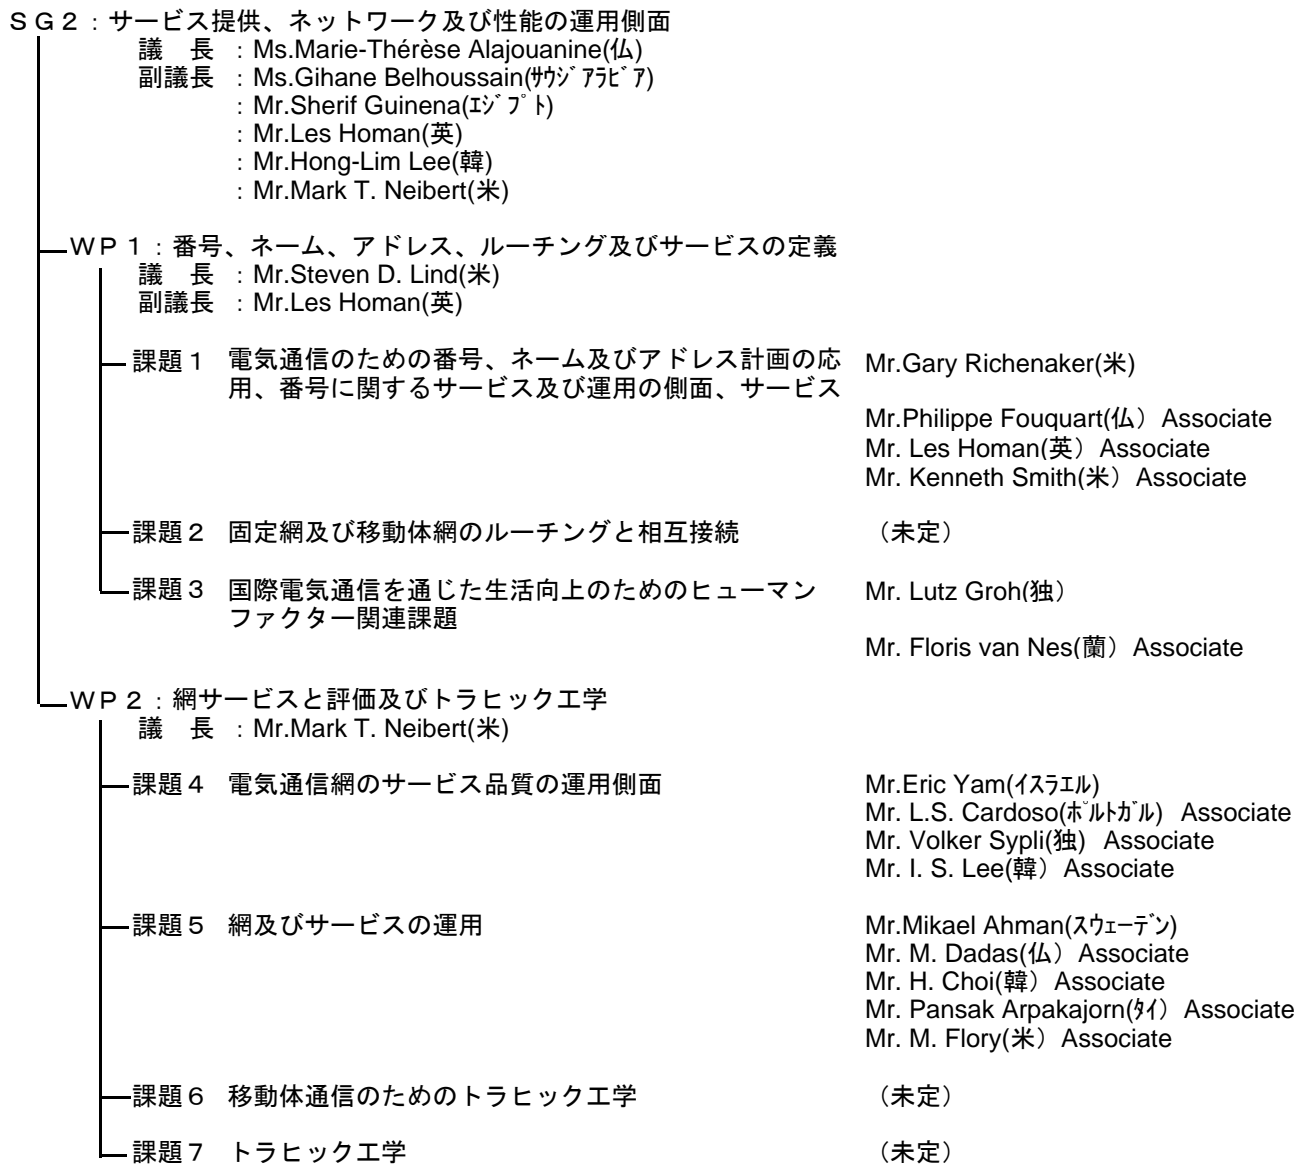 ＳＧ２：サービス提供、ネットワーク及び性能の運用側面
議　長　：Ms.Marie-Thérèse Alajouanine(仏)
副議長　：Ms.Gihane Belhoussain(ｻｳｼﾞｱﾗﾋﾞｱ)
：Mr.Sherif Guinena(ｴｼﾞﾌﾟﾄ)
：Mr.Les Homan(英)
：Mr.Hong-Lim Lee(韓)
：Mr.Mark T. Neibert(米)
ＷＰ１：番号、ネーム、アドレス、ルーチング及びサービスの定義
議　長　：Mr.Steven D. Lind(米)
副議長　：Mr.Les Homan(英)
課題１　電気通信のための番号、ネーム及びアドレス計画の応　Mr.Gary Richenaker(米)
用、番号に関するサービス及び運用の側面、サービス
Mr.Philippe Fouquart(仏）Associate
Mr. Les Homan(英）Associate
Mr. Kenneth Smith(米）Associate
課題２　固定網及び移動体網のルーチングと相互接続　（未定）
課題３　国際電気通信を通じた生活向上のためのヒューマン　Mr. Lutz Groh(独）
ファクター関連課題
Mr. Floris van Nes(蘭）Associate
ＷＰ２：網サービスと評価及びトラヒック工学
議　長　：Mr.Mark T. Neibert(米)
課題４　電気通信網のサービス品質の運用側面　Mr.Eric Yam(ｲｽﾗｴﾙ)
Mr. L.S. Cardoso(ﾎﾟﾙﾄｶﾞﾙ)　Associate
Mr. Volker Sypli(独)　Associate
Mr. I. S. Lee(韓）Associate
課題５　網及びサービスの運用　Mr.Mikael Ahman(ｽｳｪｰﾃﾞﾝ)
Mr. M. Dadas(仏）Associate
Mr. H. Choi(韓）Associate
Mr. Pansak Arpakajorn(ﾀｲ）Associate
Mr. M. Flory(米）Associate
課題６　移動体通信のためのトラヒック工学　（未定）
課題７　トラヒック工学　（未定）